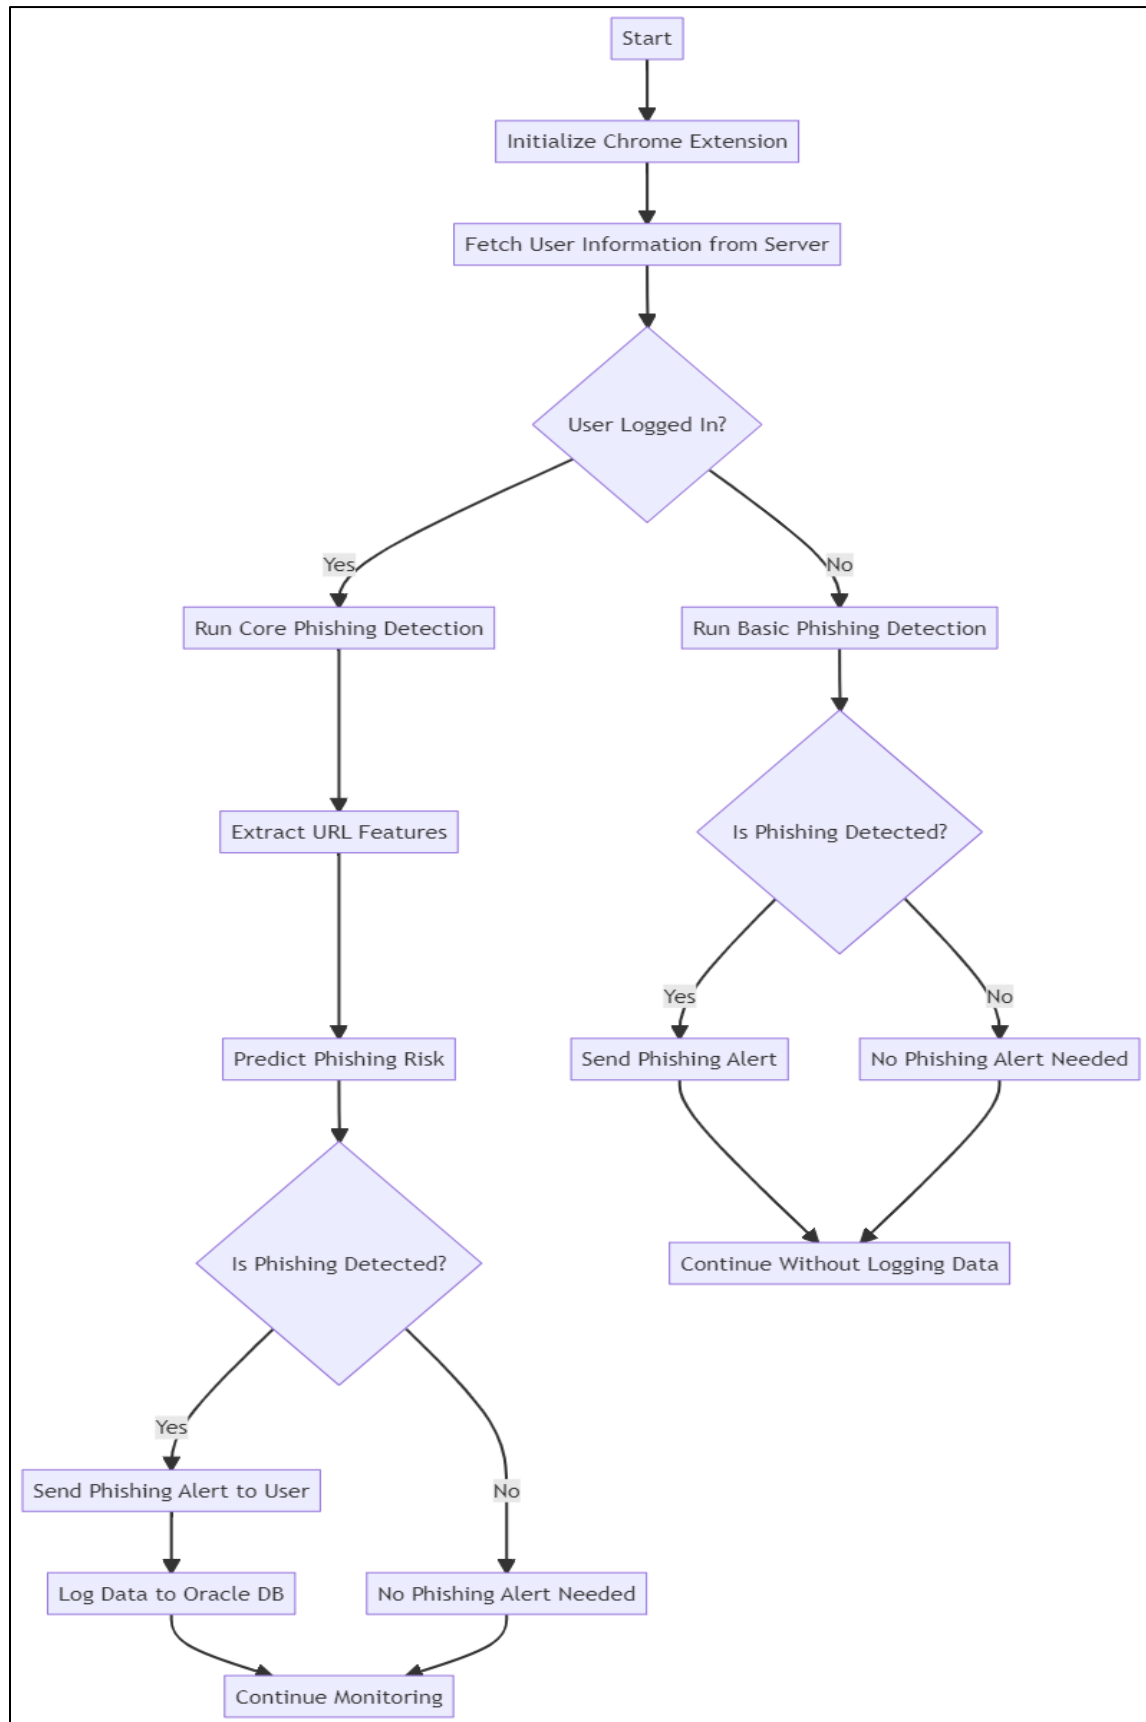 Start
Initialize Chrome Extension
Fetch User Information from Server
User Logged In?
Yes
No
Run Core Phishing Detection
Run Basic Phishing Detection
Extract URL Features
Is Phishing Detected?
Yes
No
Predict Phishing Risk
Send Phishing Alert
No Phishing Alert Needed
Is Phishing Detected?
Continue Without Logging Data
Yes
Send Phishing Alert to User
No
Log Data to Oracle DB
No Phishing Alert Needed
Continue Monitoring